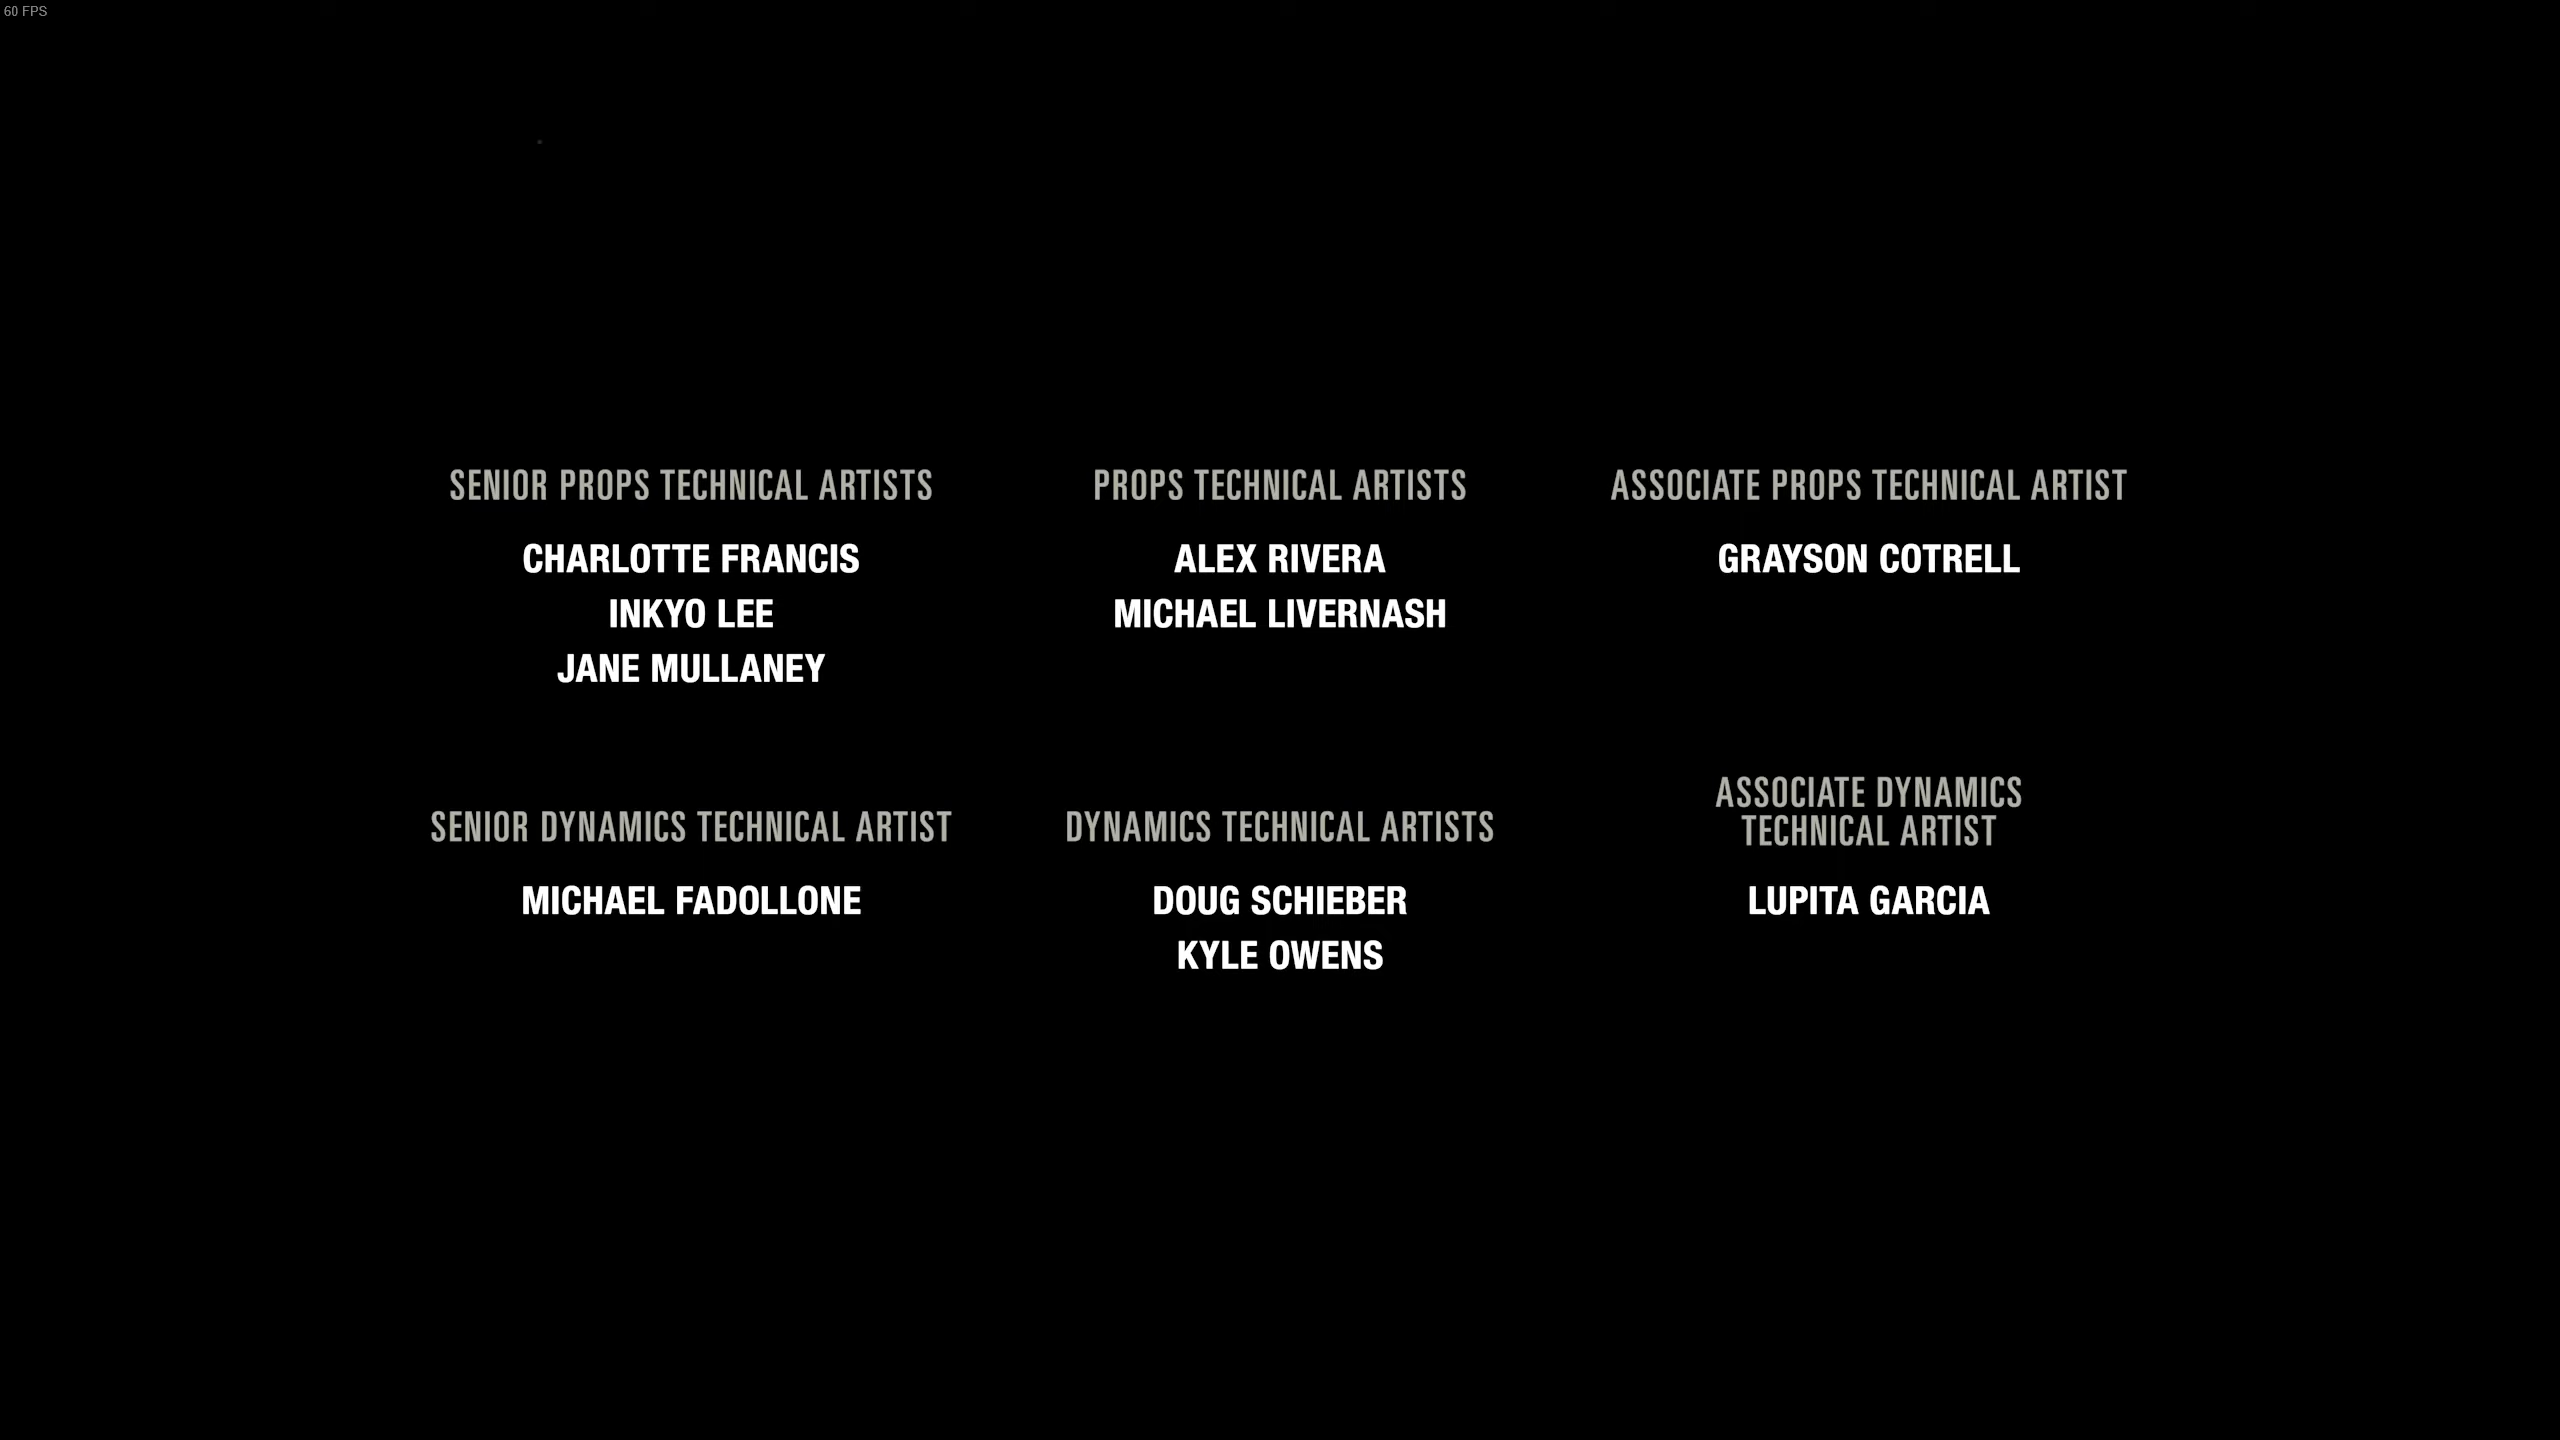 60 FPS
SENIOR PROPS TECHNICAL ARTISTS
CHARLOTTE FRANCIS
INKYO LEE
JANE MULLANEY
PROPS TECHNICAL ARTISTS
ALEX RIVERA
MICHAEL LIVERNASH
ASSOCIATE PROPS TECHNICAL ARTIST
GRAYSON COTRELL
SENIOR DYNAMICS TECHNICAL ARTIST
MICHAEL FADOLLONE
DYNAMICS TECHNICAL ARTISTS
DOUG SCHIEBER
KYLE OWENS
ASSOCIATE DYNAMICS
TECHNICAL ARTIST
LUPITA GARCIA